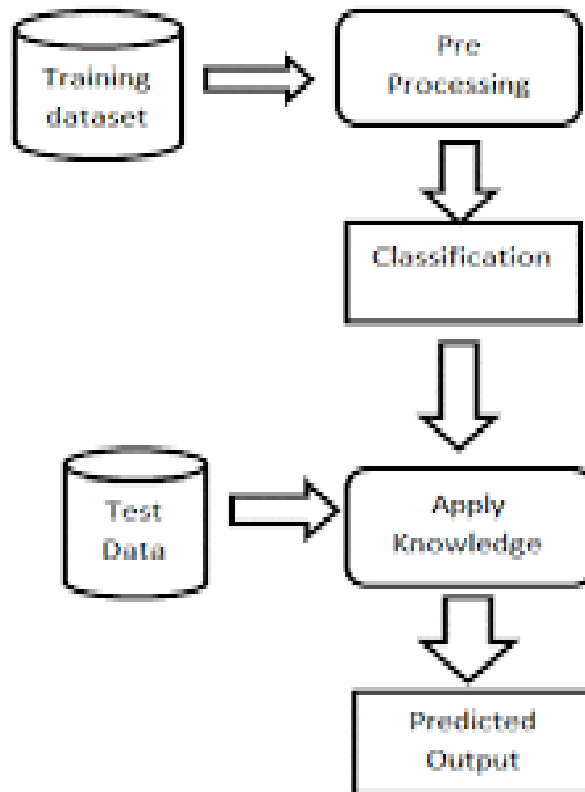 Training
dataset
Pre
Processing
Classification
Test
Data
Apply
Knowledge
Predicted
Output